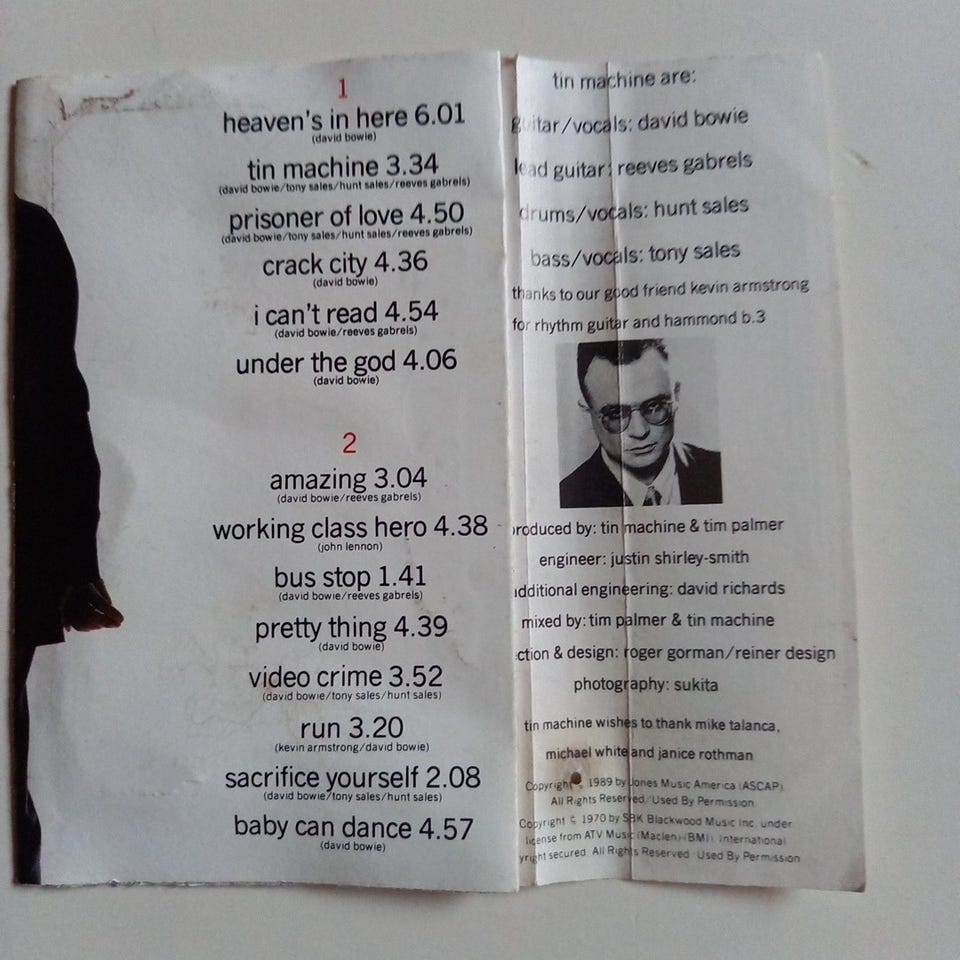 1
heaven's in here 6.01
(david bowie)
tin machine 3.34
(david bowie/tony sales/hunt sales/reeves gabrels)
prisoner of love 4.50
(david bowie/tony sales/hunt sales/reeves gabrels)
crack city 4.36
(david bowie)
i can't read 4.54
(david bowie/reeves gabrels)
under the god 4.06
(david bowie)
2
amazing 3.04
(david bowie/reeves gabrels)
working class hero 4.38
(john lennon)
bus stop 1.41
(david bowie/reeves gabrels)
pretty thing 4.39
(david bowie)
video crime 3.52
(david bowie/tony sales/hunt sales)
run 3.20
(kevin armstrong/david bowie)
sacrifice yourself 2.08
(david bowie/tony sales/hunt sales)
baby can dance 4.57
(david bowie)
tin machine are:
guitar/vocals: david bowie
lead guitar: reeves gabrels
drums/vocals: hunt sales
bass/vocals: tony sales
thanks to our good friend kevin armstrong
for rhythm guitar and hammond b.3
produced by: tin machine & tim palmer
engineer: justin shirley-smith
additional engineering: david richards
mixed by: tim palmer & tin machine
ction & design: roger gorman/reiner design
photography: sukita
tin machine wishes to thank mike talanca,
michael white and janice rothman
Copyright © 1989 by Jones Music America (ASCAP)
All Rights Reserved/Used By Permission
Copyright © 1970 by SBK Blackwood Music Inc. under
license from ATV Music (Maclen) (BMI). International
yright secured. All Rights Reserved. Used By Permission